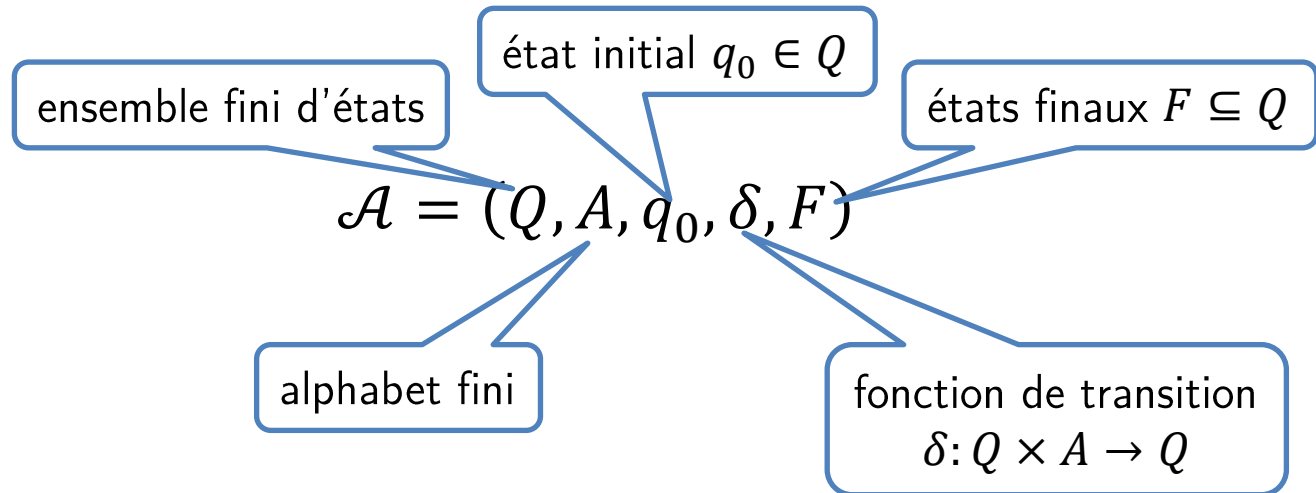 état initial 𝑞₀ ∈ 𝑄
ensemble fini d'états
états finaux 𝐹 ⊆ 𝑄
𝒜 = (𝑄, 𝐴, 𝑞₀, 𝛿, 𝐹)
alphabet fini
fonction de transition
𝛿: 𝑄 × 𝐴 → 𝑄